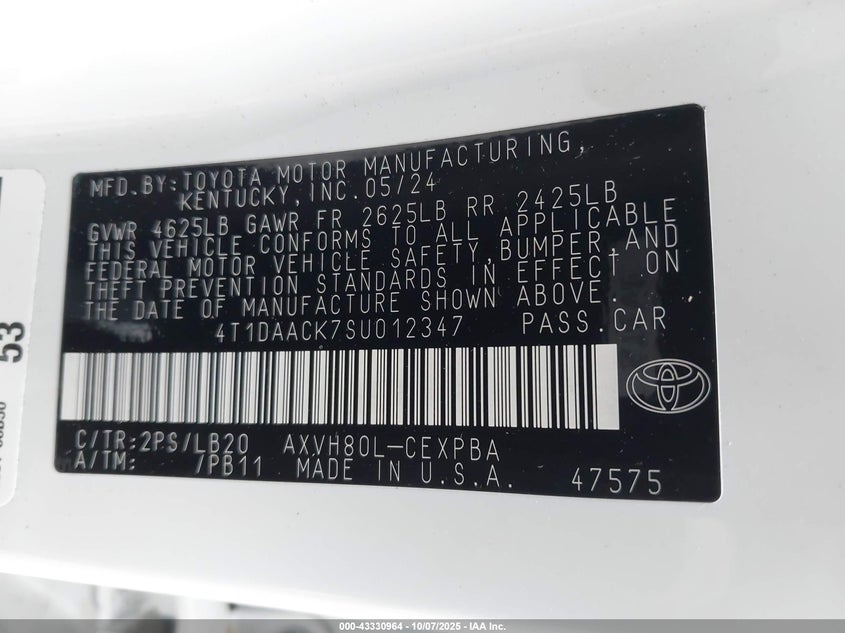 MFD.BY:TOYOTA MOTOR MANUFACTURING,
KENTUCKY,INC.05/24
GVWR 4625LB GAWR FR 2625LB RR 2425LB
THIS VEHICLE CONFORMS TO ALL APPLICABLE
FEDERAL MOTOR VEHICLE SAFETY,BUMPER,AND
THEFT PREVENTION STANDARDS IN EFFECT ON
THE DATE OF MANUFACTURE SHOWN ABOVE.
4T1DAACK7SU012347 PASS.CAR
C/TR:2PS/LB20 AXVH80L-CEXPBA
A/TM: /PB11 MADE IN U.S.A. 47575
53
000-43330964 - 10/07/2025 - IAA Inc.